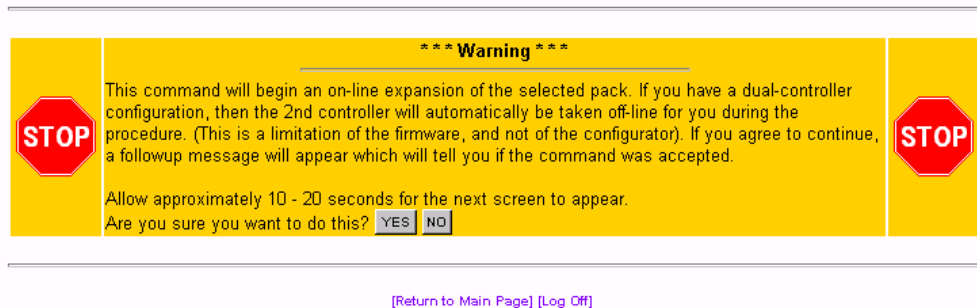 * * * Warning * * *
This command will begin an on-line expansion of the selected pack. If you have a dual-controller
configuration, then the 2nd controller will automatically be taken off-line for you during the
STOP
procedure. (This is a limitation of the firmware, and not of the configurator). If you agree to continue,
STOP
a followup message will appear which will tell you if the command was accepted.
Allow approximately 10 - 20 seconds for the next screen to appear.
Are you sure you want to do this? YES NO
[Return to Main Page] [Log Off]